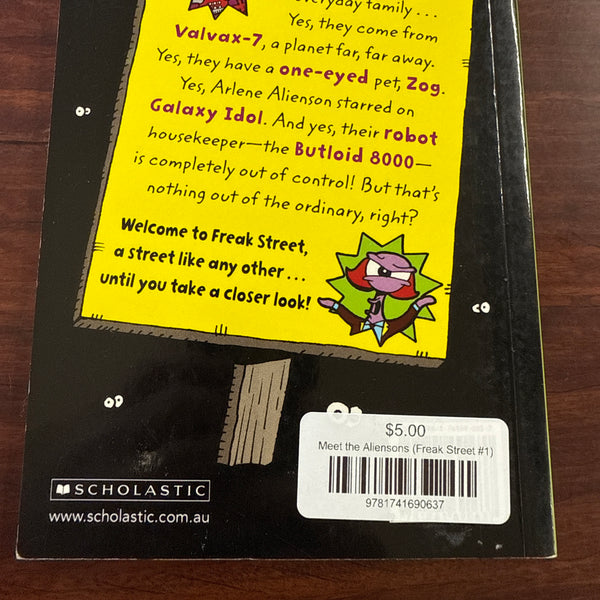 everyday family ...
Yes, they come from
Valvax-7, a planet far, far away.
Yes, they have a one-eyed pet, Zog.
Yes, Arlene Alienson starred on
Galaxy Idol. And yes, their robot
housekeeper—the Butloid 8000—
is completely out of control! But that's
nothing out of the ordinary, right?
Welcome to Freak Street,
a street like any other ...
until you take a closer look!
$5.00
Meet the Aliensons (Freak Street #1)
9781741690637
SCHOLASTIC
www.scholastic.com.au